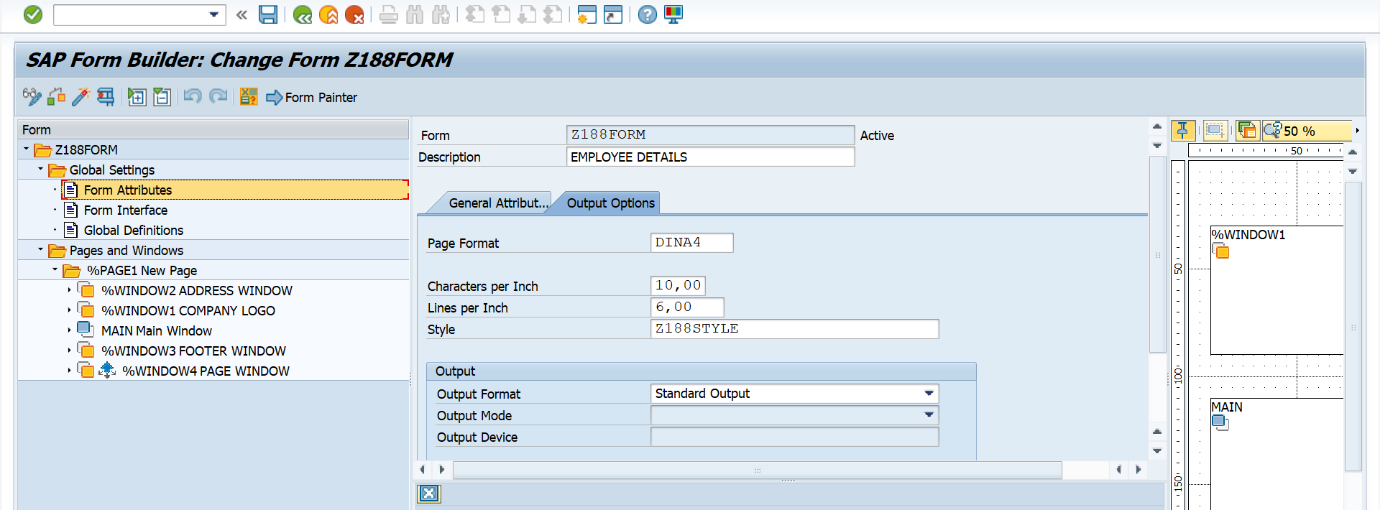 SAP Form Builder: Change Form Z188FORM
Form Painter
Form
Z188FORM
Global Settings
Form Attributes
Form Interface
Global Definitions
Pages and Windows
%PAGE1 New Page
%WINDOW2 ADDRESS WINDOW
%WINDOW1 COMPANY LOGO
MAIN Main Window
%WINDOW3 FOOTER WINDOW
%WINDOW4 PAGE WINDOW
Form Z188FORM Active
Description EMPLOYEE DETAILS
General Attribut... Output Options
Page Format DINA4
Characters per Inch 10,00
Lines per Inch 6,00
Style Z188STYLE
Output
Output Format Standard Output
Output Mode
Output Device
50 %
50
%WINDOW1
50
100
MAIN
150